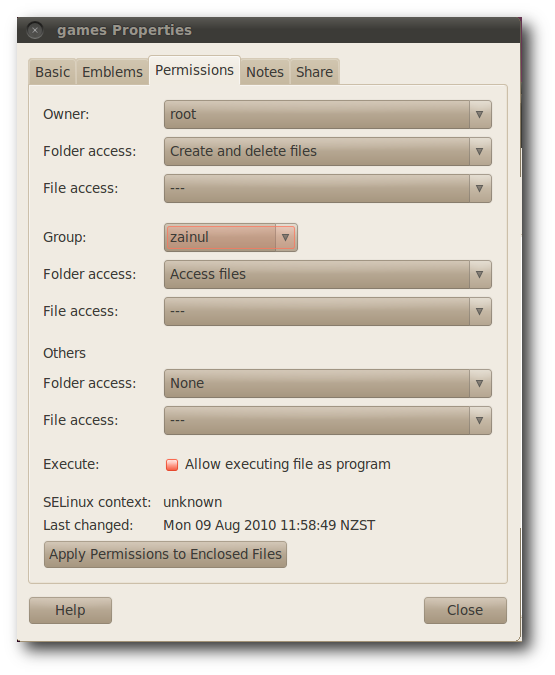 games Properties
Basic Emblems Permissions Notes Share
Owner: root
Folder access: Create and delete files
File access: ---
Group: zainul
Folder access: Access files
File access: ---
Others
Folder access: None
File access: ---
Execute: Allow executing file as program
SELinux context: unknown
Last changed: Mon 09 Aug 2010 11:58:49 NZST
Apply Permissions to Enclosed Files
Help Close